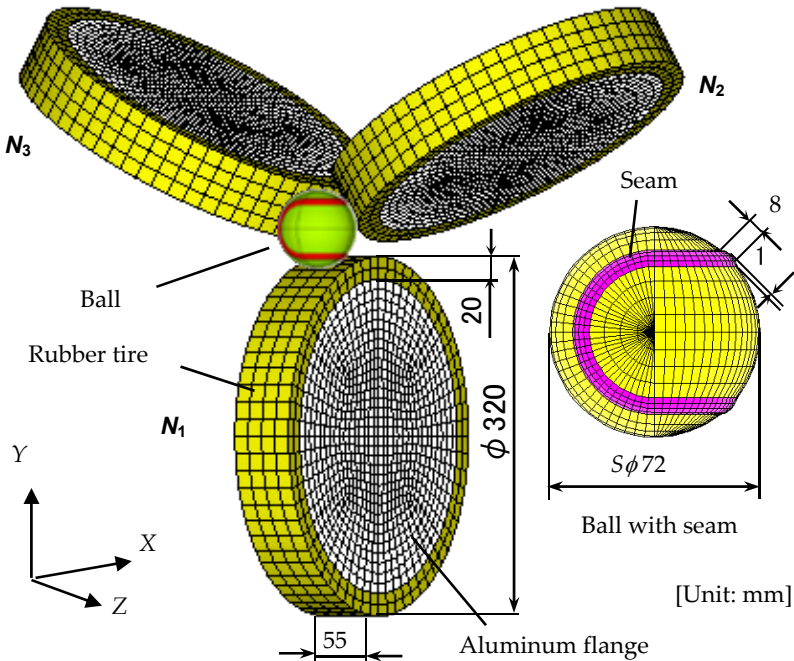 N2
N3
Seam
8
1
Ball
20
Rubber tire
N1
ϕ320
Y
Sϕ72
X
Ball with seam
Z
[Unit: mm]
55
Aluminum flange